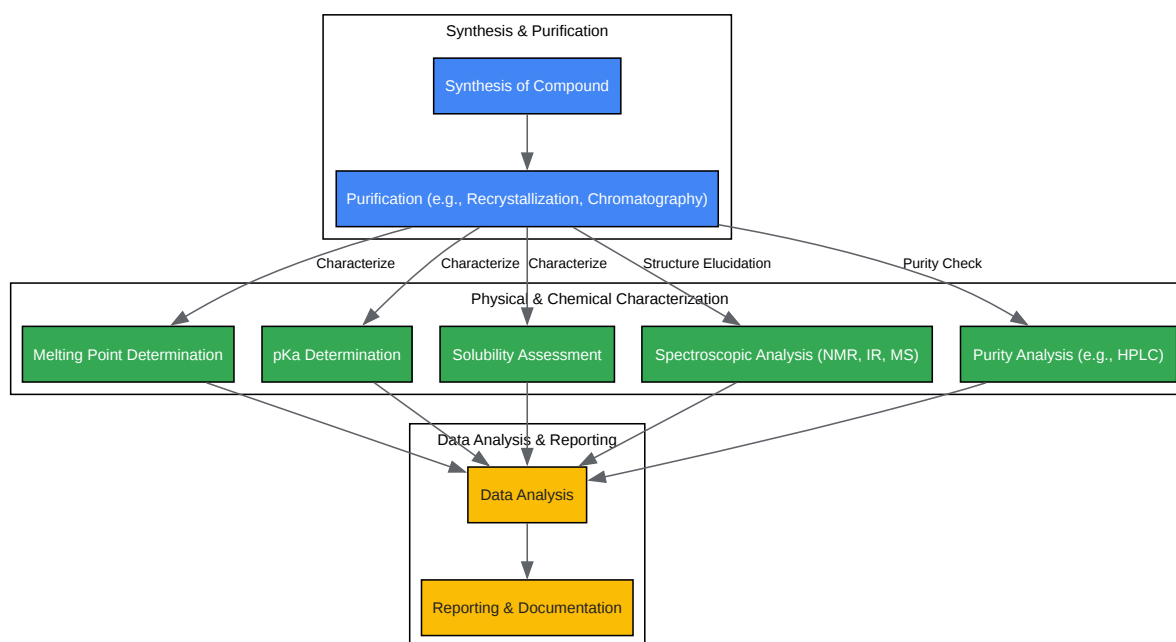 Synthesis & Purification
Synthesis of Compound
Purification (e.g., Recrystallization, Chromatography)
Characterize
Characterize
Characterize
Structure Elucidation
Purity Check
Physical & Chemical Characterization
Melting Point Determination
pKa Determination
Solubility Assessment
Spectroscopic Analysis (NMR, IR, MS)
Purity Analysis (e.g., HPLC)
Data Analysis & Reporting
Data Analysis
Reporting & Documentation